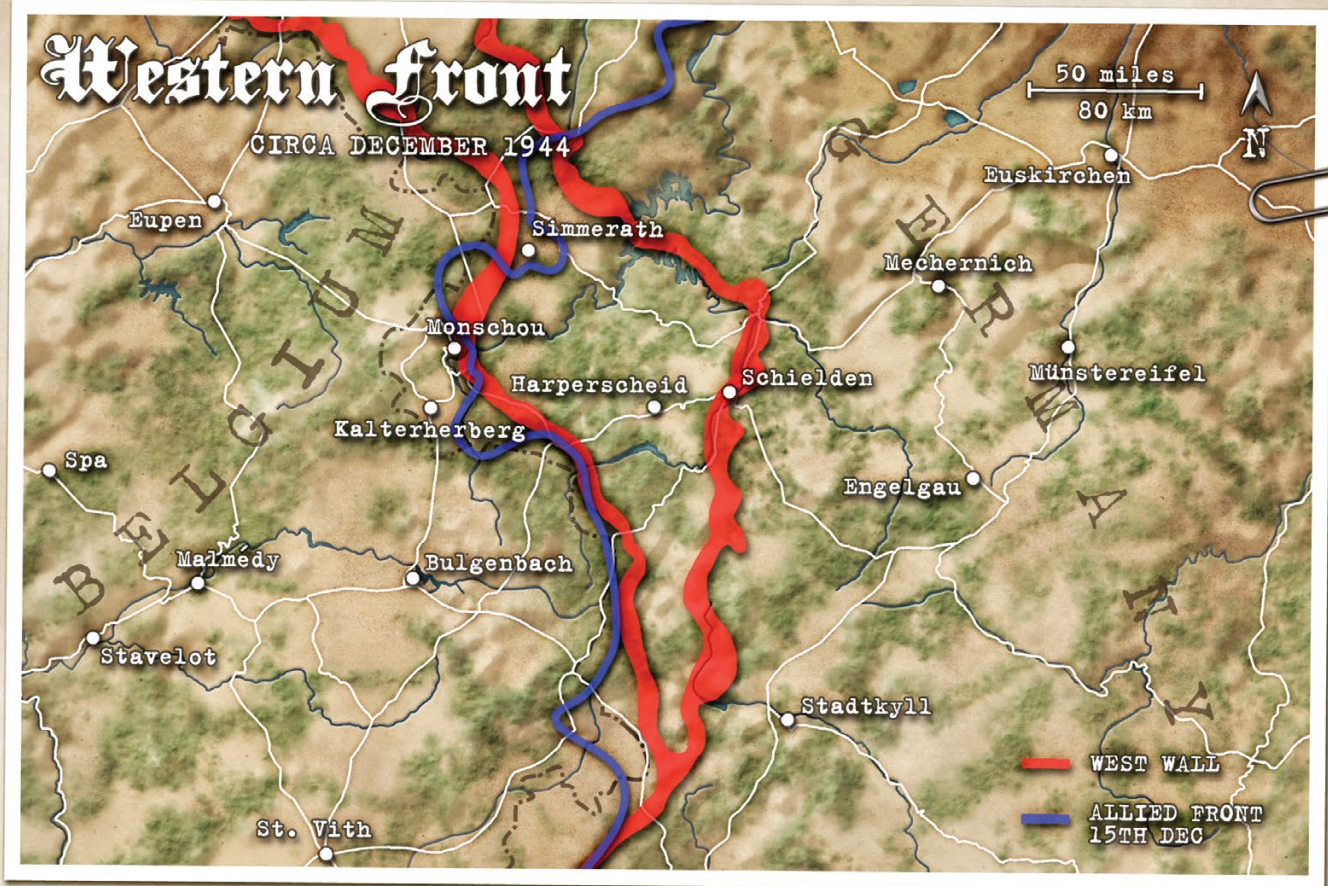 Western Front
CIRCA DECEMBER 1944
50 miles
80 km
N
Euskirchen
Eupen
Simmerath
Mechernich
BELGIUM
GERMANY
Monschou
Münstereifel
Harperscheid
Schielden
Kalterherberg
Spa
Engelgau
Malmédy
Bulgenbach
Stavelot
Stadtkyll
WEST WALL
ALLIED FRONT
15TH DEC
St. Vith